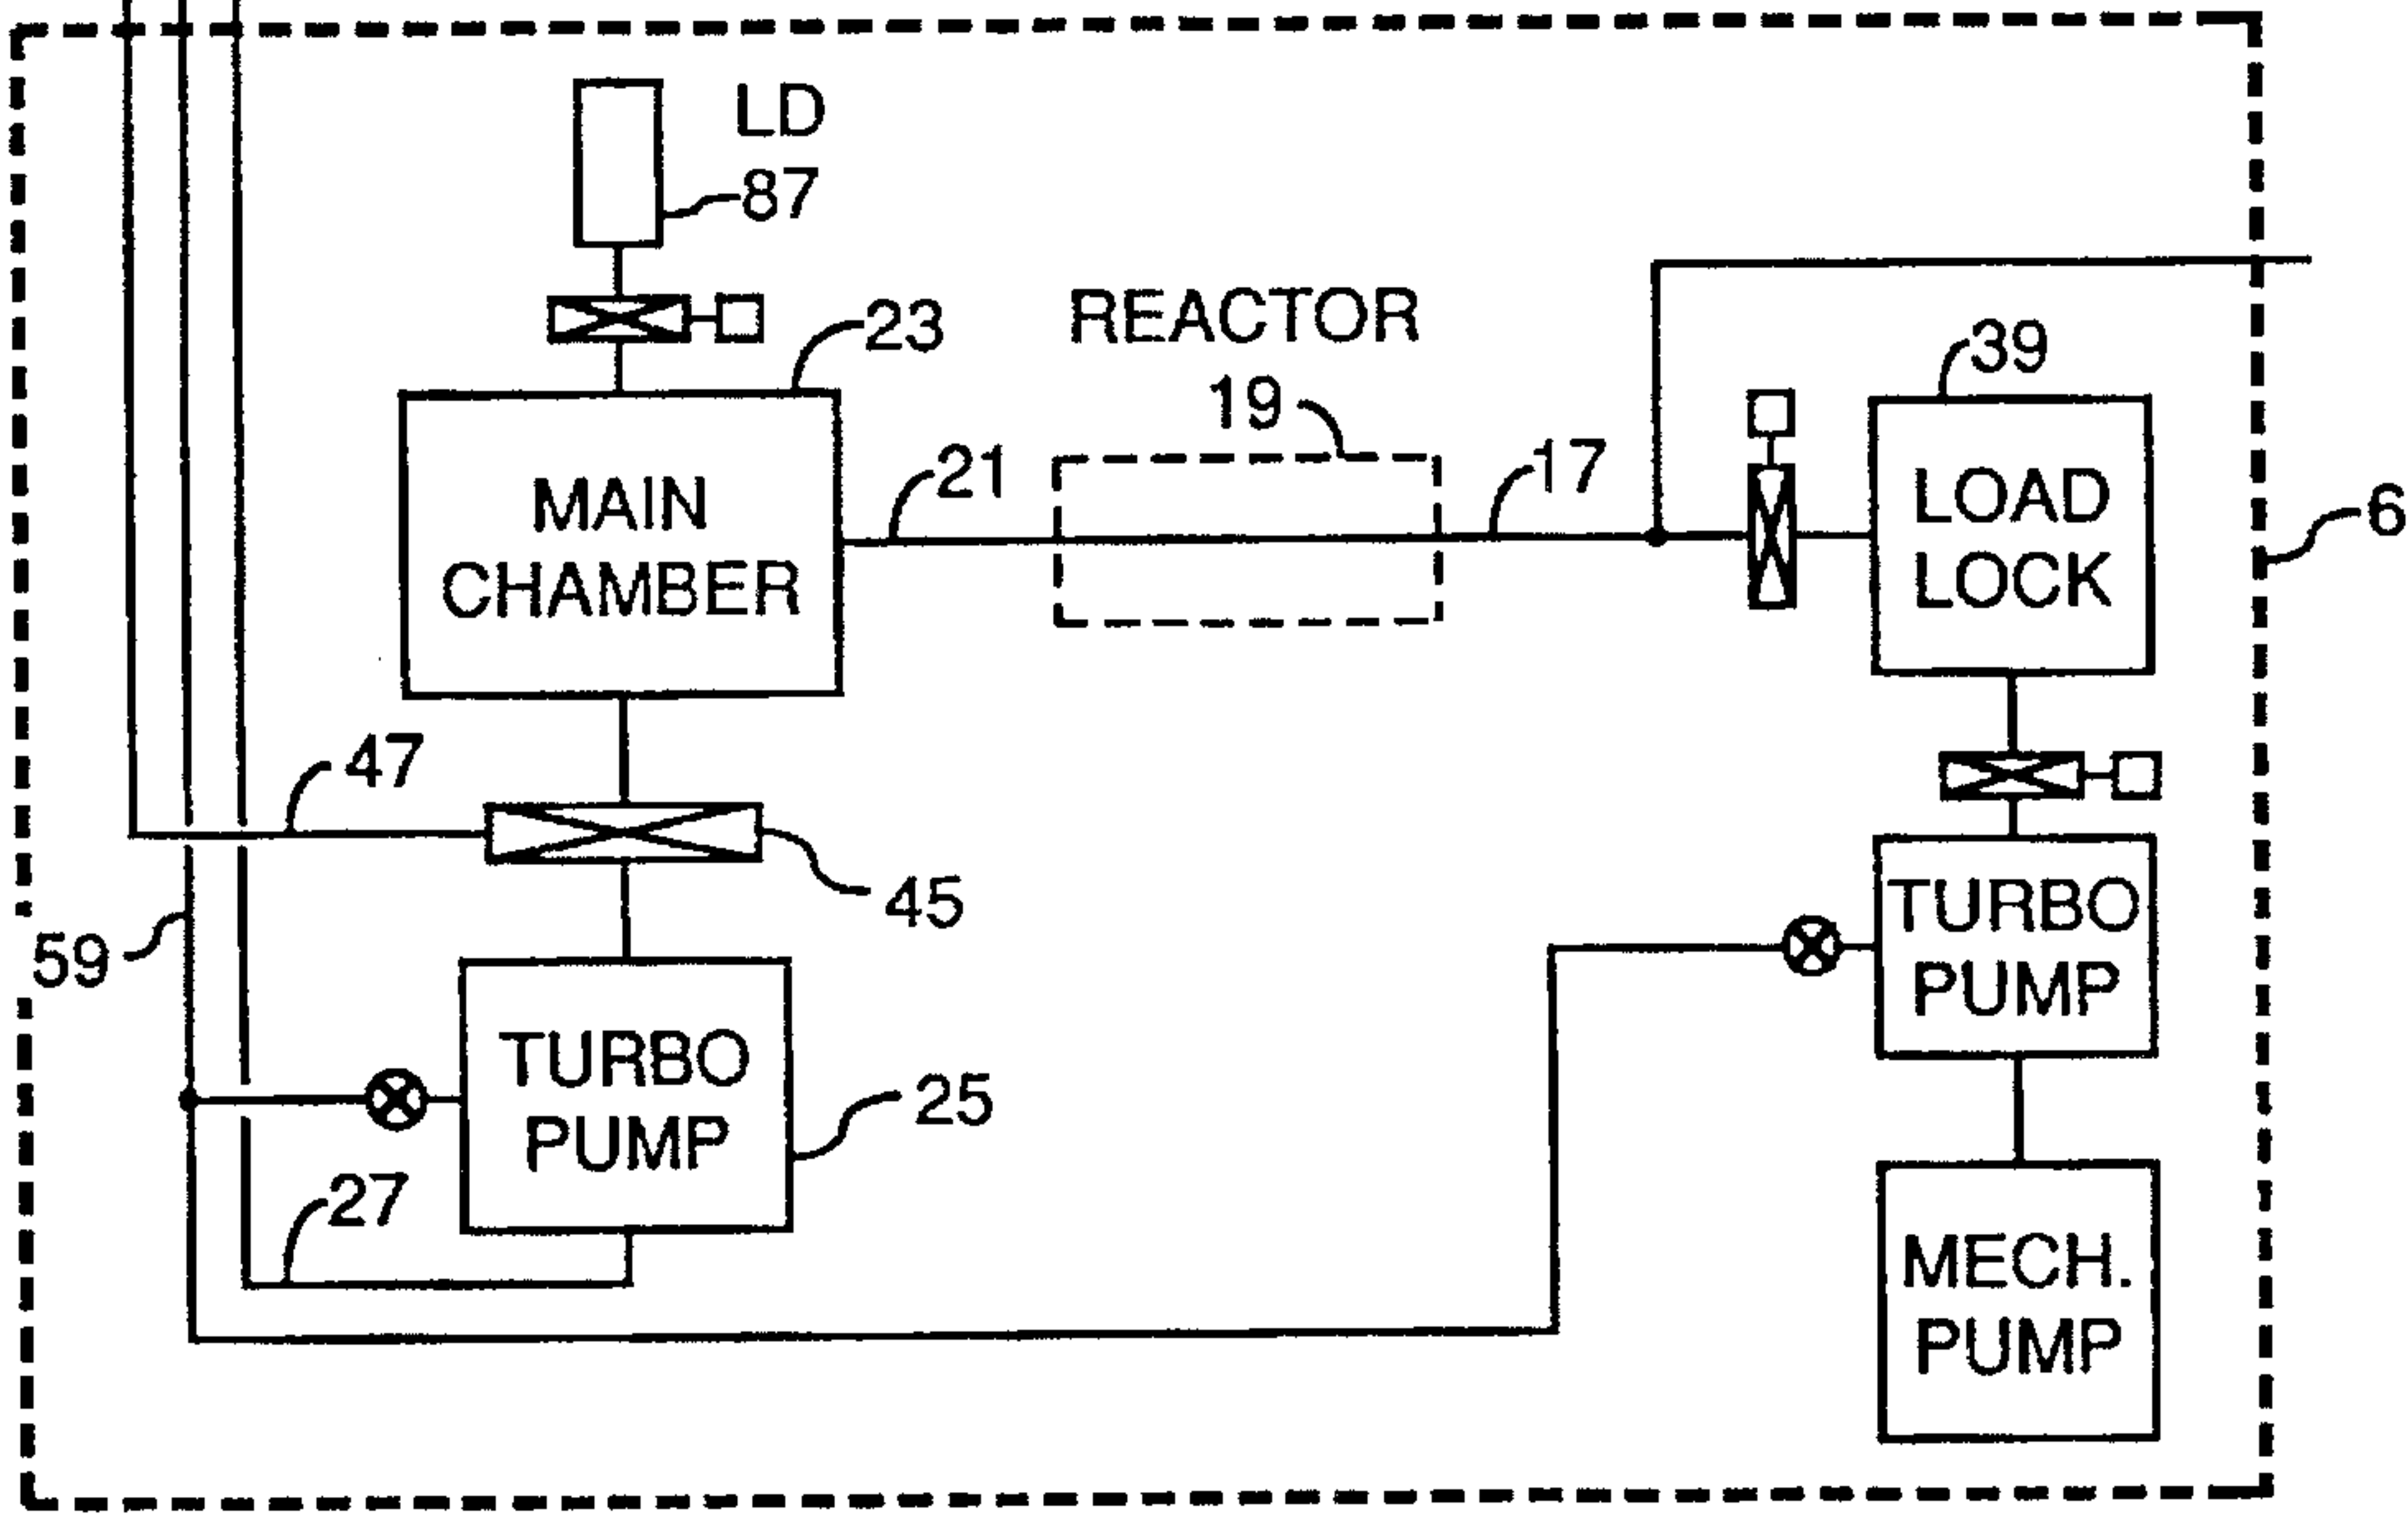 LD
87
23
REACTOR
19
39
21
17
MAIN
CHAMBER
LOAD
LOCK
6
47
45
59
TURBO
PUMP
TURBO
PUMP
25
27
MECH.
PUMP